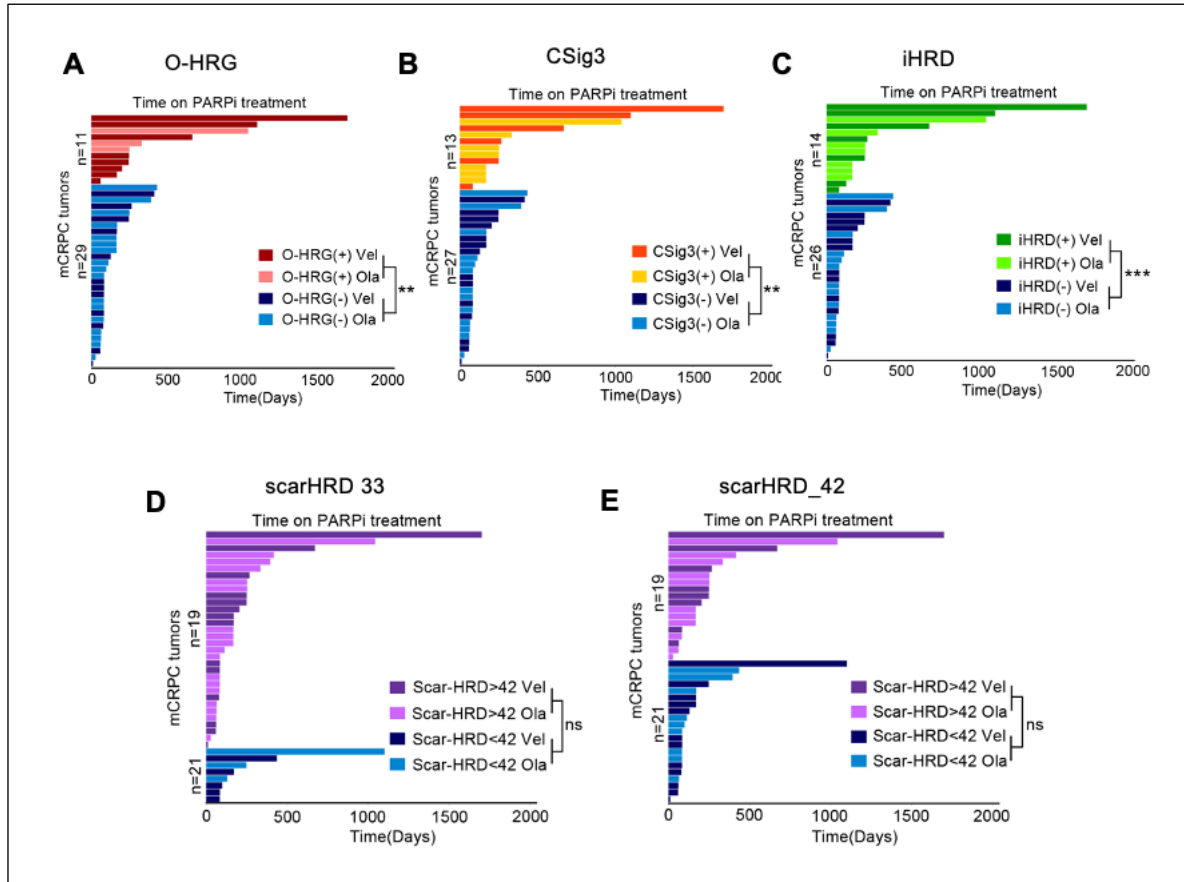 A
O-HRG
Time on PARPi treatment
mCRPC tumors
n=11
n=29
O-HRG(+) Vel
O-HRG(+) Ola
O-HRG(-) Vel
O-HRG(-) Ola
**
0 500 1000 1500 2000
Time(Days)
B
CSig3
Time on PARPi treatment
mCRPC tumors
n=13
n=27
CSig3(+) Vel
CSig3(+) Ola
CSig3(-) Vel
CSig3(-) Ola
**
0 500 1000 1500 2000
Time(Days)
C
iHRD
Time on PARPi treatment
mCRPC tumors
n=14
n=26
iHRD(+) Vel
iHRD(+) Ola
iHRD(-) Vel
iHRD(-) Ola
***
0 500 1000 1500 2000
Time(Days)
D
scarHRD 33
Time on PARPi treatment
mCRPC tumors
n=19
n=21
Scar-HRD>42 Vel
Scar-HRD>42 Ola
Scar-HRD<42 Vel
Scar-HRD<42 Ola
ns
0 500 1000 1500 2000
Time(Days)
E
scarHRD_42
Time on PARPi treatment
mCRPC tumors
n=19
n=21
Scar-HRD>42 Vel
Scar-HRD>42 Ola
Scar-HRD<42 Vel
Scar-HRD<42 Ola
ns
0 500 1000 1500 2000
Time(Days)